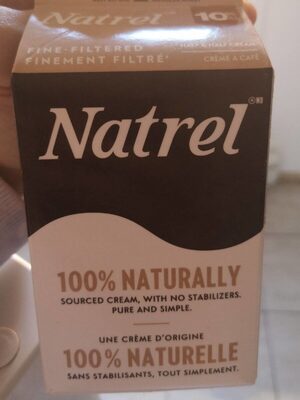 Natrel 10%
FINE-FILTERED
FINEMENT FILTRÉ
CRÈME À CAFÉ
Natrel
100% NATURALLY
SOURCED CREAM, WITH NO STABILIZERS.
PURE AND SIMPLE.
UNE CRÈME D'ORIGINE
100% NATURELLE
SANS STABILISANTS, TOUT SIMPLEMENT.